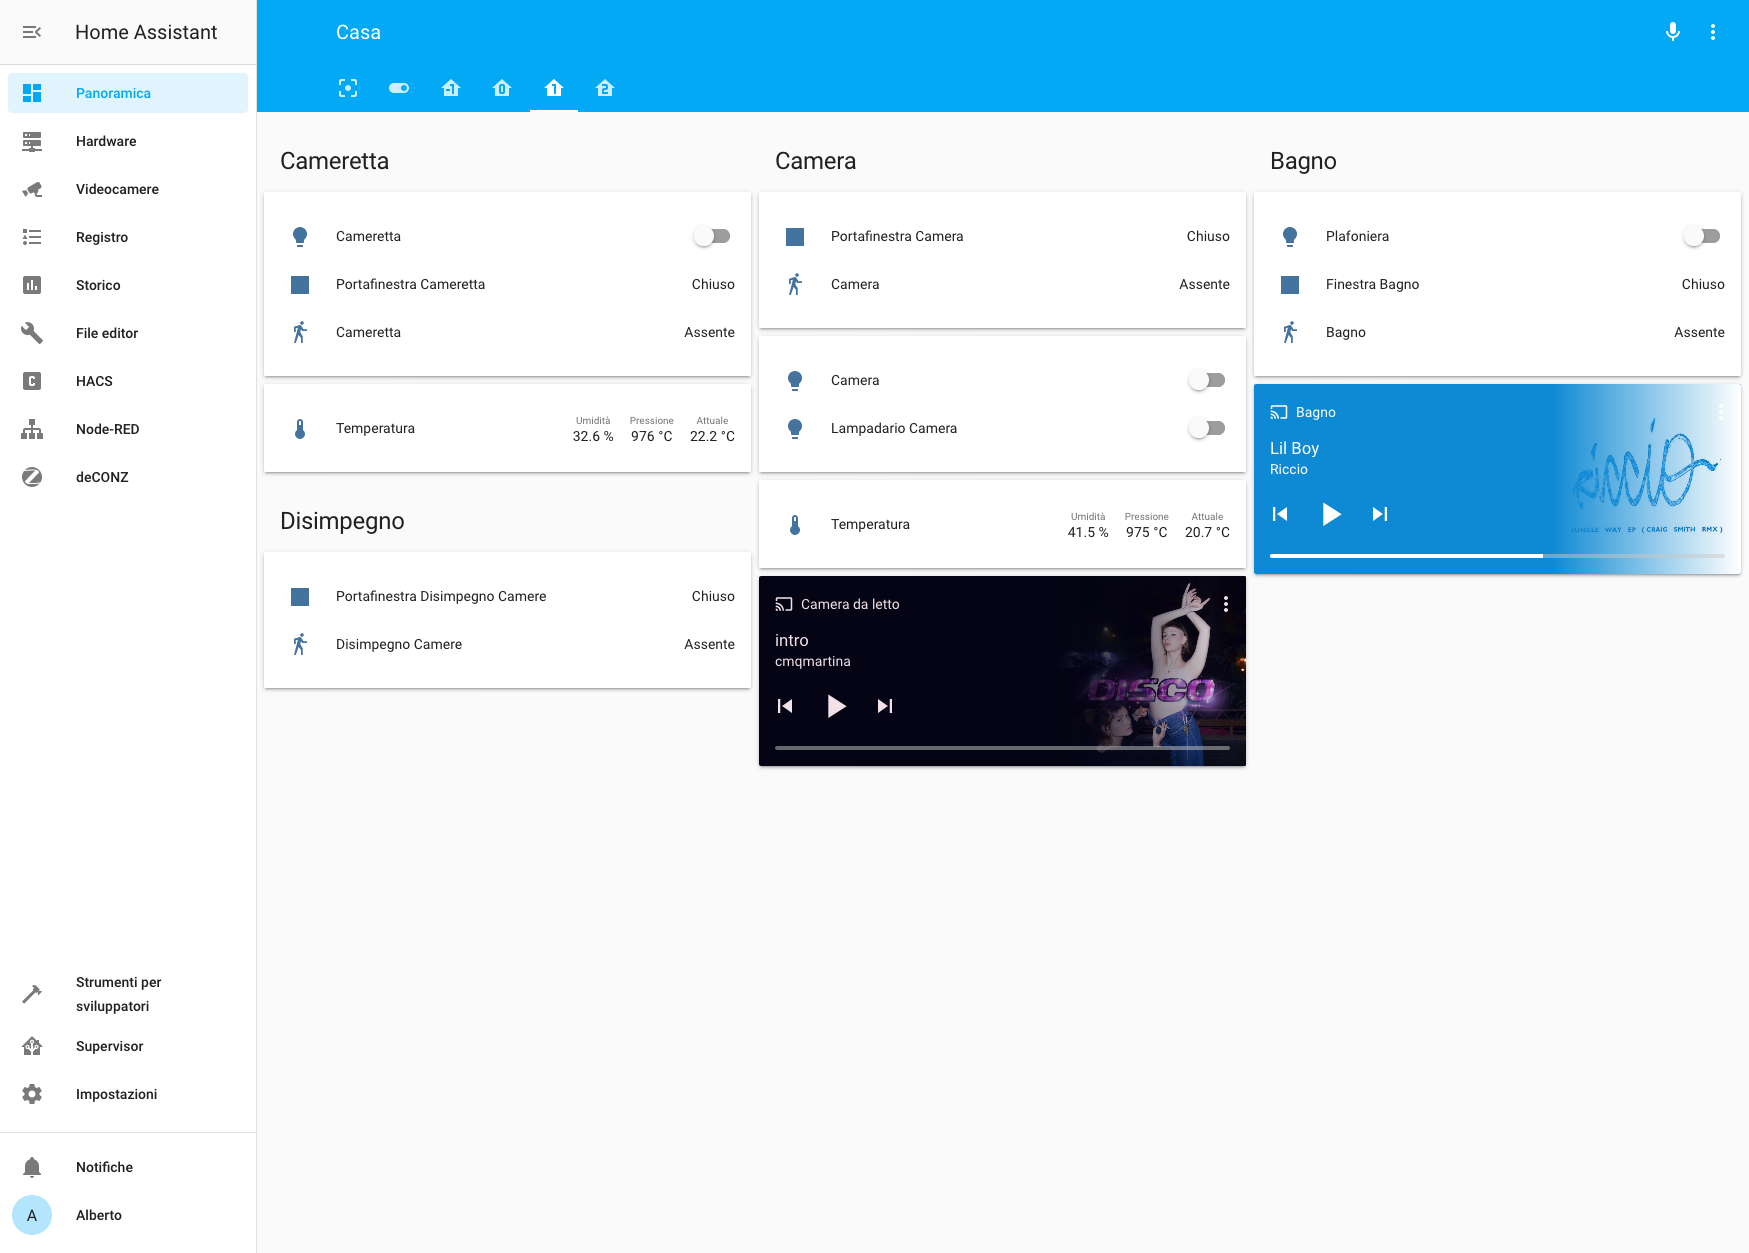 Home Assistant
Panoramica
Hardware
Videocamere
Registro
Storico
File editor
HACS
Node-RED
deCONZ
Strumenti per
sviluppatori
Supervisor
Impostazioni
Notifiche
A
Alberto
Casa
-1
0
1
2
Cameretta
Cameretta
Portafinestra Cameretta
Chiuso
Cameretta
Assente
Temperatura
Umidità
Pressione
Attuale
32.6 %
976 °C
22.2 °C
Disimpegno
Portafinestra Disimpegno Camere
Chiuso
Disimpegno Camere
Assente
Camera
Portafinestra Camera
Chiuso
Camera
Assente
Camera
Lampadario Camera
Temperatura
Umidità
Pressione
Attuale
41.5 %
975 °C
20.7 °C
Camera da letto
intro
cmqmartina
DISCO
Bagno
Plafoniera
Finestra Bagno
Chiuso
Bagno
Assente
Bagno
Lil Boy
Riccio
riccio
JUNGLE WAY EP (CRAIG SMITH RMX)